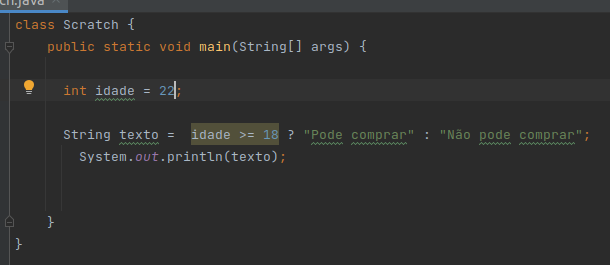 ch.java
class Scratch {
public static void main(String[] args) {
int idade = 22;
String texto =  idade >= 18 ? "Pode comprar" : "Não pode comprar";
System.out.println(texto);
}
}